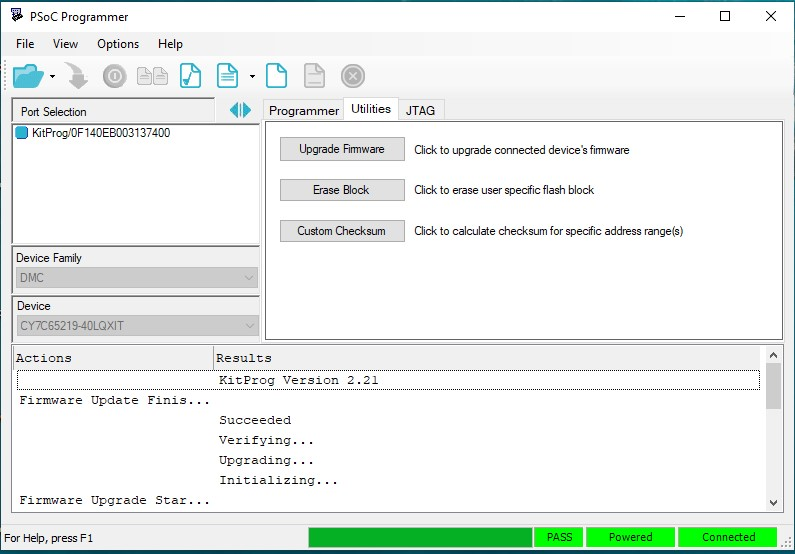 PSoC Programmer
File View Options Help
Port Selection
KitProg/0F140EB003137400
Device Family
DMC
Device
CY7C65219-40LQXIT
Programmer Utilities JTAG
Upgrade Firmware Click to upgrade connected device's firmware
Erase Block Click to erase user specific flash block
Custom Checksum Click to calculate checksum for specific address range(s)
Actions Results
KitProg Version 2.21
Firmware Update Finis...
Succeeded
Verifying...
Upgrading...
Initializing...
Firmware Upgrade Star...
For Help, press F1 PASS Powered Connected